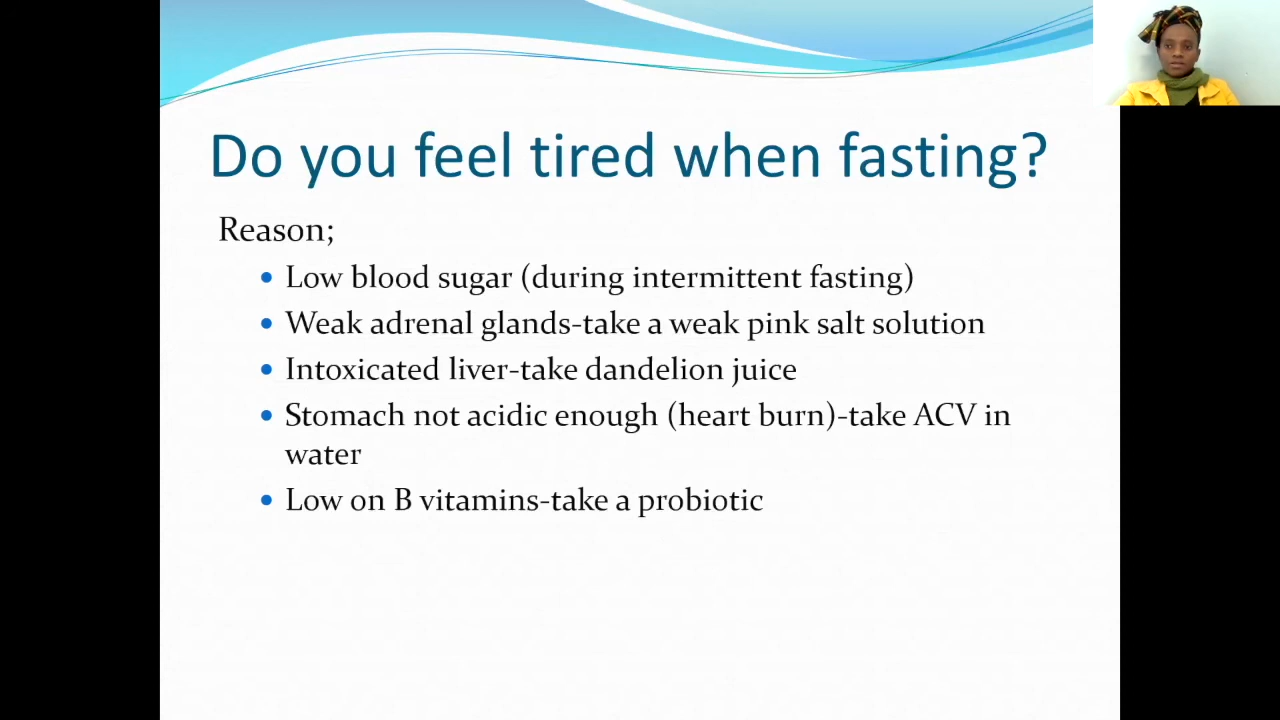 Do you feel tired when fasting?
Reason;
Low blood sugar (during intermittent fasting)
Weak adrenal glands-take a weak pink salt solution
Intoxicated liver-take dandelion juice
Stomach not acidic enough (heart burn)-take ACV in
water
Low on B vitamins-take a probiotic